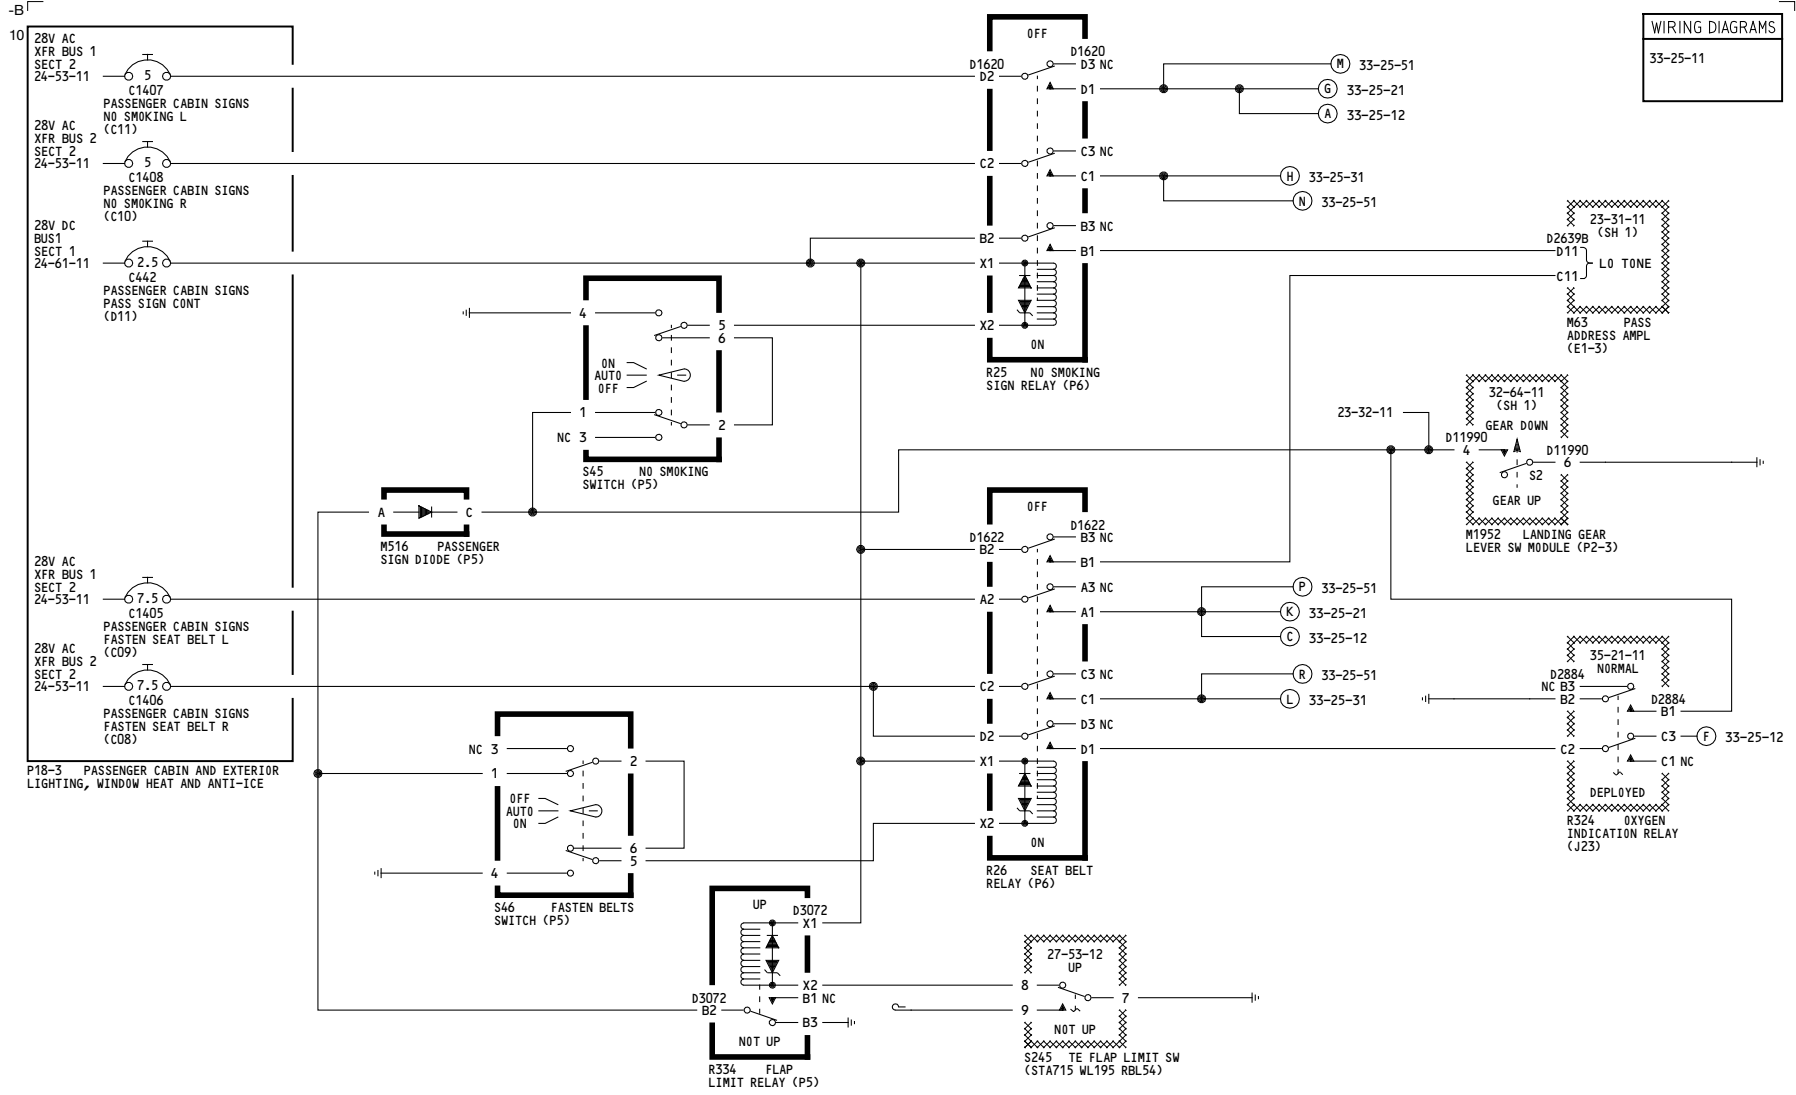 -B
10
WIRING DIAGRAMS
33-25-11
28V AC
XFR BUS 1
SECT 2
24-53-11
5
C1407
PASSENGER CABIN SIGNS
NO SMOKING L
(C11)
28V AC
XFR BUS 2
SECT 2
24-53-11
5
C1408
PASSENGER CABIN SIGNS
NO SMOKING R
(C10)
28V DC
BUS1
SECT 1
24-61-11
2.5
C442
PASSENGER CABIN SIGNS
PASS SIGN CONT
(D11)
28V AC
XFR BUS 1
SECT 2
24-53-11
7.5
C1405
PASSENGER CABIN SIGNS
FASTEN SEAT BELT L
(C09)
28V AC
XFR BUS 2
SECT 2
24-53-11
7.5
C1406
PASSENGER CABIN SIGNS
FASTEN SEAT BELT R
(C08)
P18-3 PASSENGER CABIN AND EXTERIOR
LIGHTING, WINDOW HEAT AND ANTI-ICE
4
5
6
ON
AUTO
OFF
1
2
NC 3
S45 NO SMOKING
SWITCH (P5)
A
C
M516 PASSENGER
SIGN DIODE (P5)
NC 3
2
1
OFF
AUTO
ON
6
5
4
S46 FASTEN BELTS
SWITCH (P5)
OFF
D1620
D2
D1620
D3 NC
D1
C2
C3 NC
C1
B2
B3 NC
B1
X1
X2
ON
R25 NO SMOKING
SIGN RELAY (P6)
M 33-25-51
G 33-25-21
A 33-25-12
H 33-25-31
N 33-25-51
OFF
D1622
B2
D1622
B3 NC
B1
A2
A3 NC
A1
C2
C3 NC
C1
D2
D3 NC
D1
X1
X2
ON
R26 SEAT BELT
RELAY (P6)
P 33-25-51
K 33-25-21
C 33-25-12
R 33-25-51
L 33-25-31
UP
D3072
X1
X2
B1 NC
D3072
B2
B3
NOT UP
R334 FLAP
LIMIT RELAY (P5)
27-53-12
UP
8
7
9
NOT UP
S245 TE FLAP LIMIT SW
(STA715 WL195 RBL54)
23-31-11
(SH 1)
D2639B
D11
LO TONE
C11
M63 PASS
ADDRESS AMPL
(E1-3)
23-32-11
32-64-11
(SH 1)
GEAR DOWN
D11990
4
D11990
6
S2
GEAR UP
M1952 LANDING GEAR
LEVER SW MODULE (P2-3)
35-21-11
NORMAL
D2884
NC B3
B2
D2884
B1
C2
C3 F 33-25-12
C1 NC
DEPLOYED
R324 OXYGEN
INDICATION RELAY
(J23)